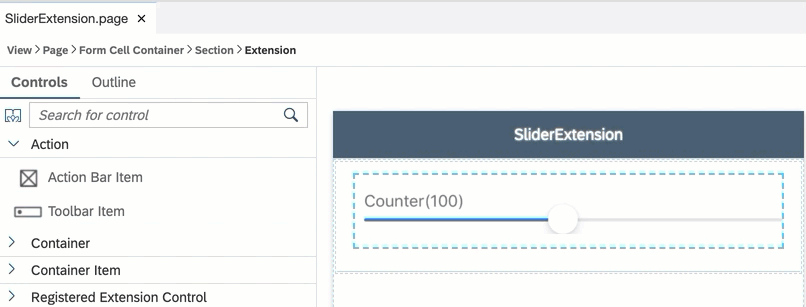 SliderExtension.page ×
View > Page > Form Cell Container > Section > Extension
Controls Outline
Search for control
Action
Action Bar Item
Toolbar Item
Container
Container Item
Registered Extension Control
SliderExtension
Counter(100)